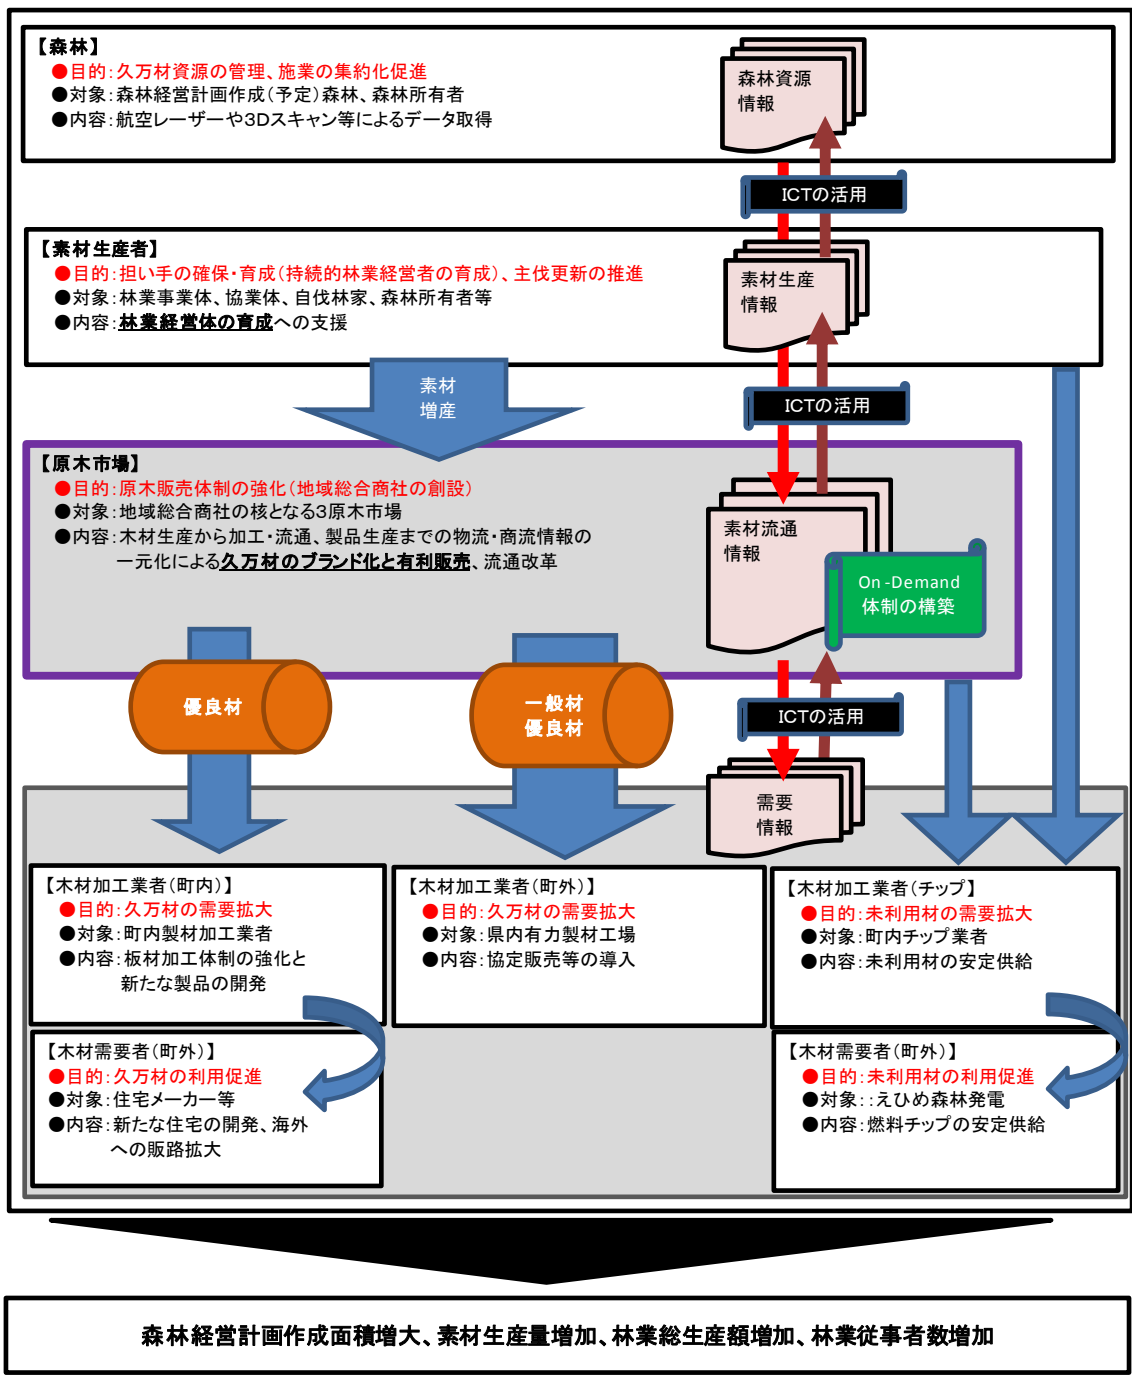 【森林】
●目的：久万材資源の管理、施業の集約化促進
●対象：森林経営計画作成（予定）森林、森林所有者
●内容：航空レーザーや3Dスキャン等によるデータ取得
森林資源
情報
ICTの活用
【素材生産者】
●目的：担い手の確保・育成（持続的林業経営者の育成）、主伐更新の推進
●対象：林業事業体、協業体、自伐林家、森林所有者等
●内容：林業経営体の育成への支援
素材生産
情報
素材
増産
ICTの活用
【原木市場】
●目的：原木販売体制の強化（地域総合商社の創設）
●対象：地域総合商社の核となる3原木市場
●内容：木材生産から加工・流通、製品生産までの物流・商流情報の
一元化による久万材のブランド化と有利販売、流通改革
素材流通
情報
On-Demand
体制の構築
優良材
一般材
優良材
ICTの活用
需要
情報
【木材加工業者（町内）】
●目的：久万材の需要拡大
●対象：町内製材加工業者
●内容：板材加工体制の強化と
新たな製品の開発
【木材加工業者（町外）】
●目的：久万材の需要拡大
●対象：県内有力製材工場
●内容：協定販売等の導入
【木材加工業者（チップ】
●目的：未利用材の需要拡大
●対象：町内チップ業者
●内容：未利用材の安定供給
【木材需要者（町外）】
●目的：久万材の利用促進
●対象：住宅メーカー等
●内容：新たな住宅の開発、海外
への販路拡大
【木材需要者（町外）】
●目的：未利用材の利用促進
●対象：：えひめ森林発電
●内容：燃料チップの安定供給
森林経営計画作成面積増大、素材生産量増加、林業総生産額増加、林業従事者数増加